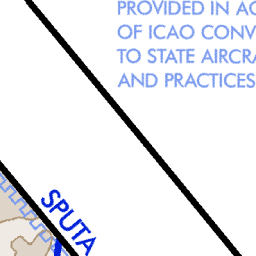 PROVIDED IN AC
OF ICAO CONV
TO STATE AIRCRA
AND PRACTICES
SPUTA